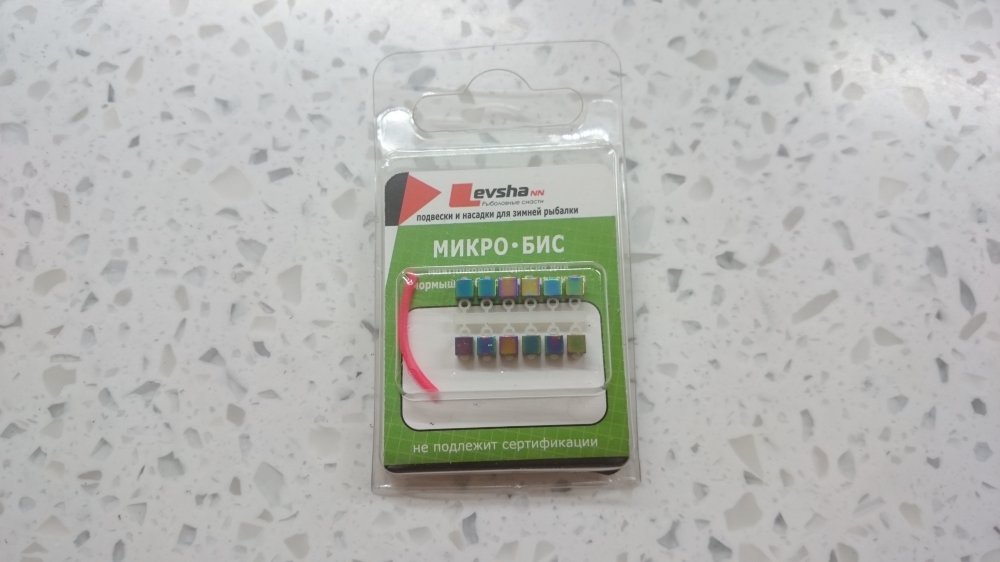 Levsha NN
Рыболовные снасти
подвески и насадки для зимней рыбалки
МИКРО·БИС
не подлежит сертификации